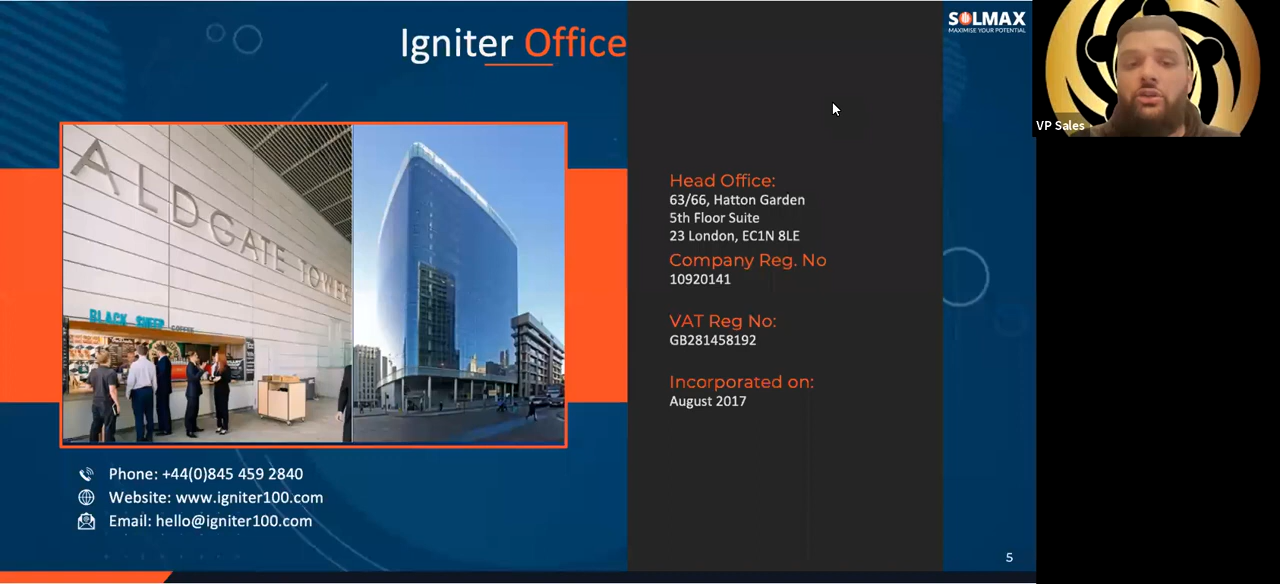 Igniter Office
SOLMAX
MAXIMISE YOUR POTENTIAL
VP Sales
ALDGATE TOWER
BLACK SHEEP COFFEE
Head Office:
63/66, Hatton Garden
5th Floor Suite
23 London, EC1N 8LE
Company Reg. No
10920141
VAT Reg No:
GB281458192
Incorporated on:
August 2017
Phone: +44(0)845 459 2840
Website: www.igniter100.com
Email: hello@igniter100.com
5